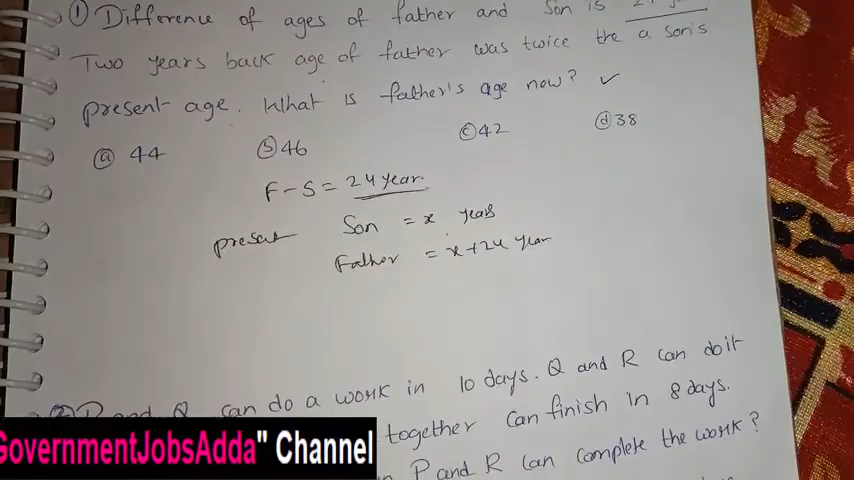 ① Difference of ages of father and Son is
Two years back age of father was twice the a son's
present age. What is father's age now? ✓
ⓐ 44 ⓑ 46 ⓒ 42 ⓓ 38
F - S = 24 year.
present Son = x years
Father = x + 24 year
② P and Q can do a work in 10 days. Q and R can do it
together can finish in 8 days.
P and R can complete the work?
GovernmentJobsAdda" Channel